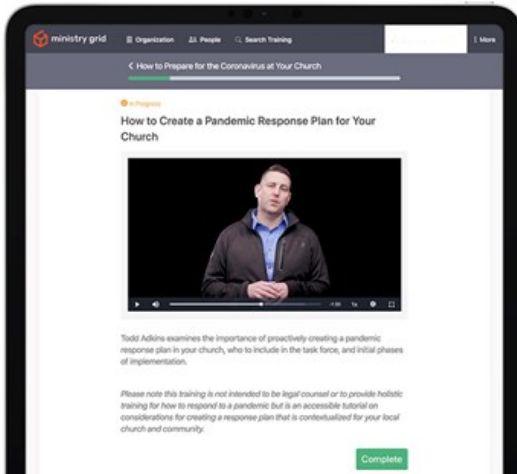 ministry grid
Organization
People
Search Training
More
How to Prepare for the Coronavirus at Your Church
In Progress
How to Create a Pandemic Response Plan for Your
Church
1x
Todd Adkins examines the importance of proactively creating a pandemic
response plan in your church, who to include in the task force, and initial phases
of implementation.
Please note this training is not intended to be legal counsel or to provide holistic
training for how to respond to a pandemic but is an accessible tutorial on
considerations for creating a response plan that is contextualized for your local
church and community.
Complete